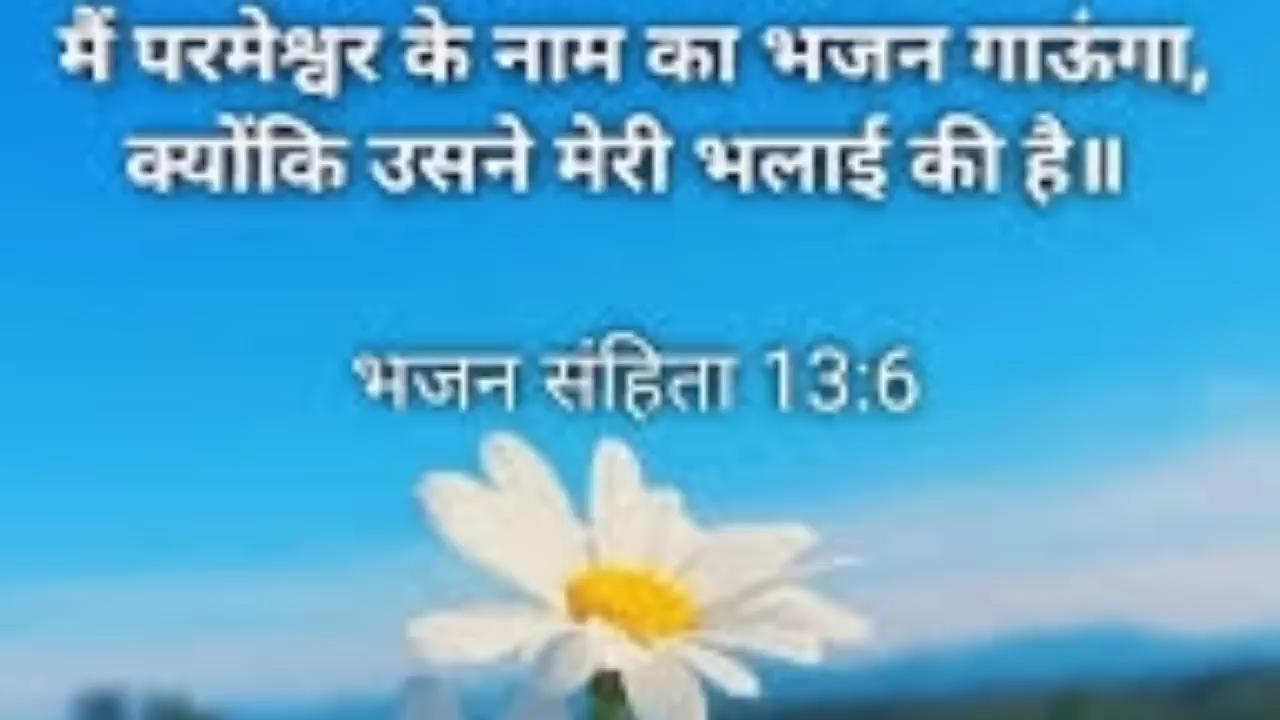 मैं परमेश्वर के नाम का भजन गाऊंगा,
क्योंकि उसने मेरी भलाई की है॥
भजन संहिता 13:6